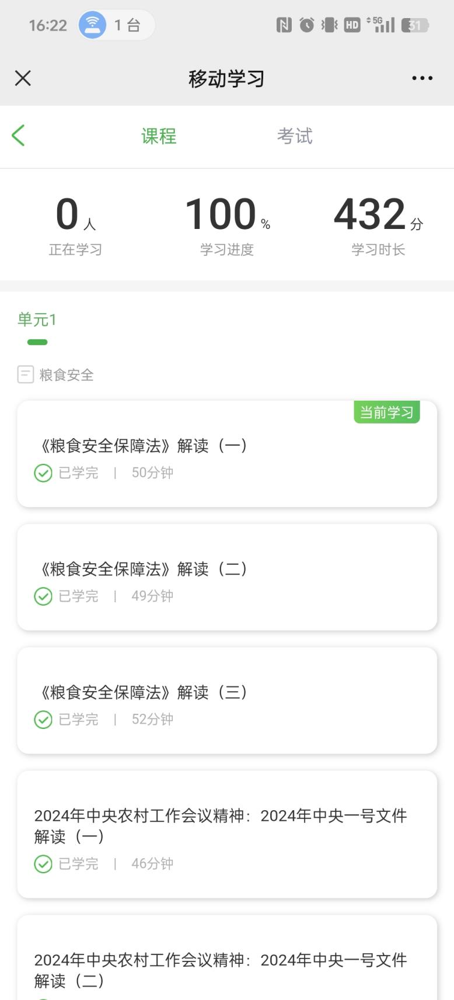 16:22 1 台 HD 5G 31
移动学习
课程 考试
0人 100% 432分
正在学习 学习进度 学习时长
单元1
粮食安全
当前学习
《粮食安全保障法》解读（一）
已学完 | 50分钟
《粮食安全保障法》解读（二）
已学完 | 49分钟
《粮食安全保障法》解读（三）
已学完 | 52分钟
2024年中央农村工作会议精神：2024年中央一号文件
解读（一）
已学完 | 46分钟
2024年中央农村工作会议精神：2024年中央一号文件
解读（二）